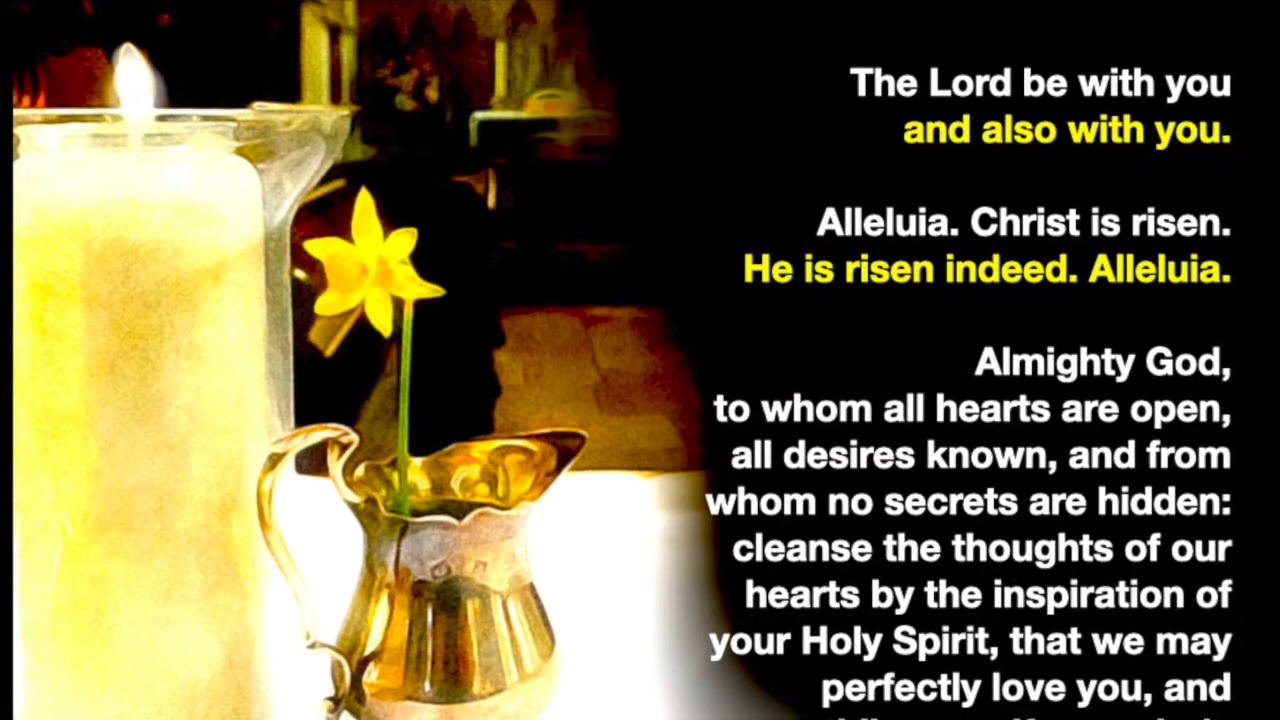 The Lord be with you
and also with you.
Alleluia. Christ is risen.
He is risen indeed. Alleluia.
Almighty God,
to whom all hearts are open,
all desires known, and from
whom no secrets are hidden:
cleanse the thoughts of our
hearts by the inspiration of
your Holy Spirit, that we may
perfectly love you, and